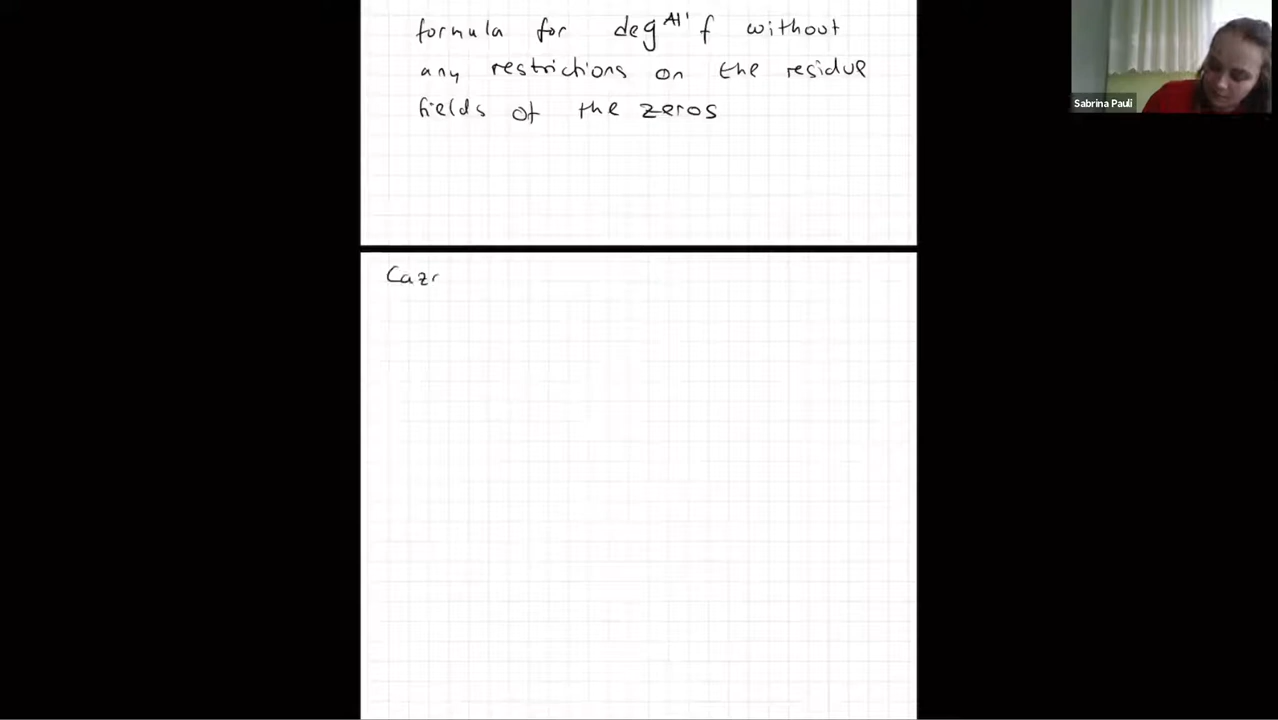 formula for deg^A1 f without
any restrictions on the residue
fields of the zeros
Cazr
Sabrina Pauli